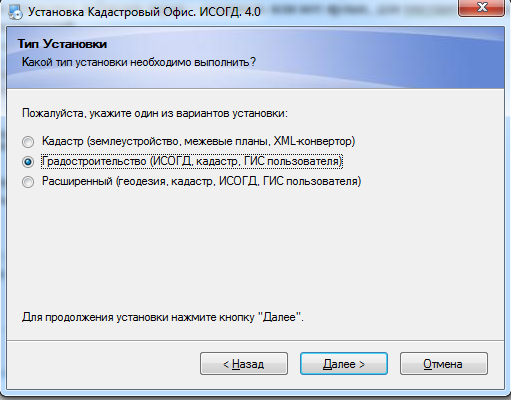 Установка Кадастровый Офис. ИСОГД. 4.0
Тип Установки
Какой тип установки необходимо выполнить?
Пожалуйста, укажите один из вариантов установки:
Кадастр (землеустройство, межевые планы, XML-конвертор)
Градостроительство (ИСОГД, кадастр, ГИС пользователя)
Расширенный (геодезия, кадастр, ИСОГД, ГИС пользователя)
Для продолжения установки нажмите кнопку "Далее".
< Назад
Далее >
Отмена